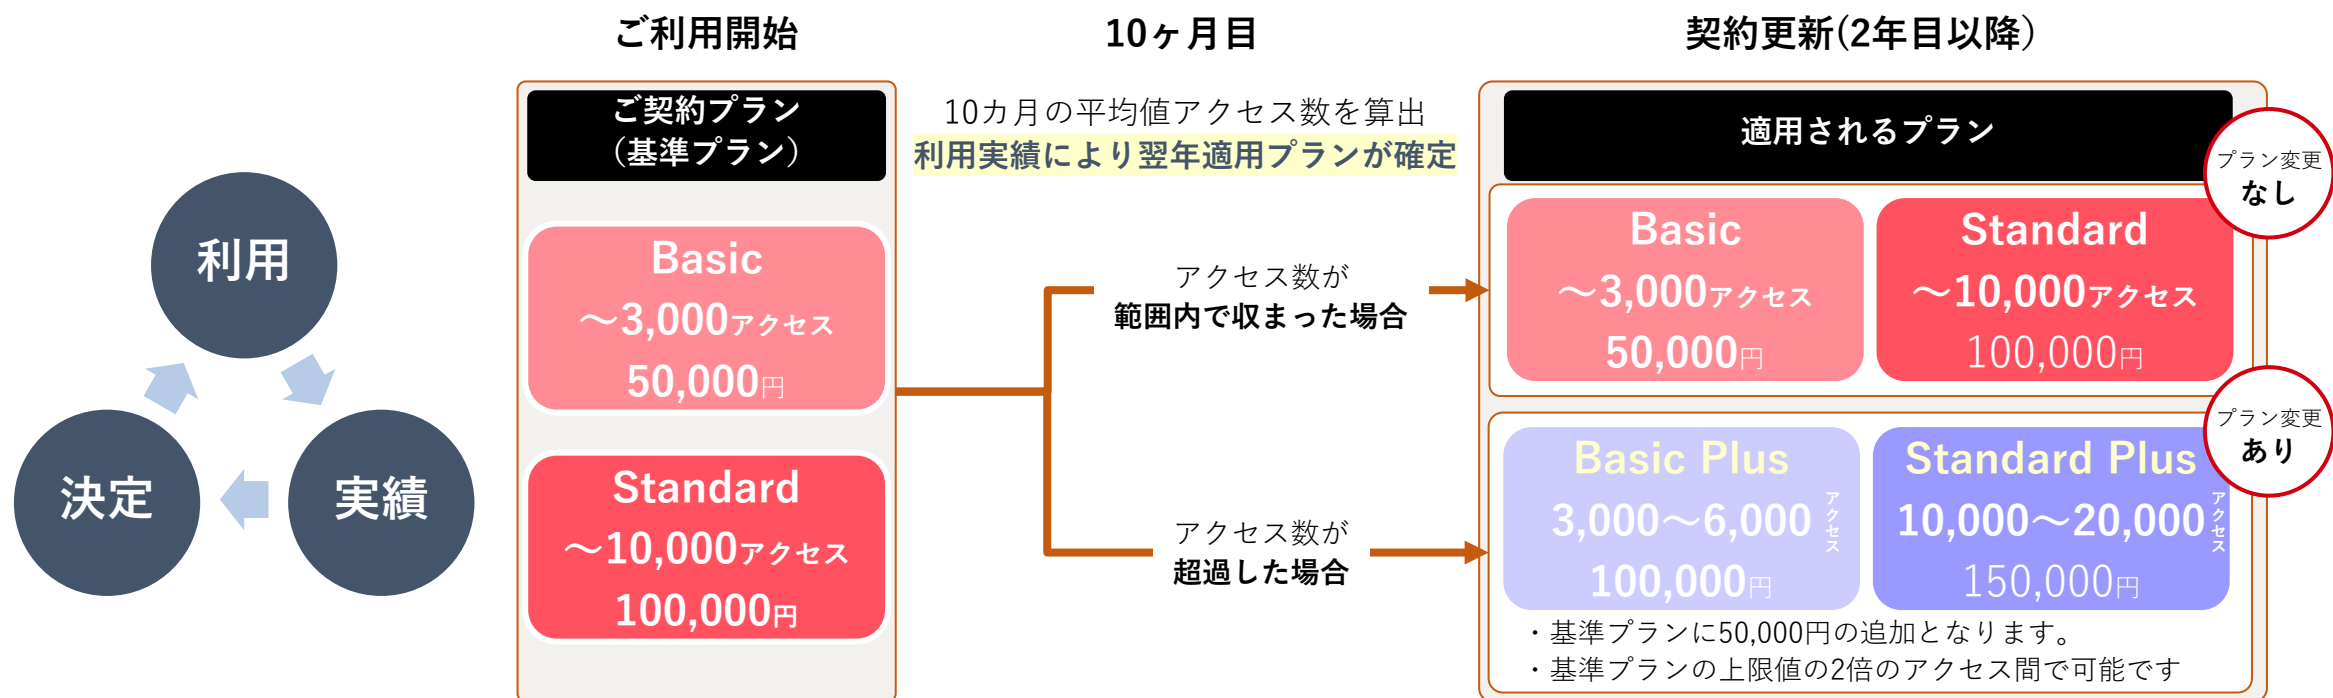 ご利用開始
10ヶ月目
契約更新(2年目以降)
利用
実績
決定
ご契約プラン
(基準プラン)
Basic
～3,000アクセス
50,000円
Standard
～10,000アクセス
100,000円
10カ月の平均値アクセス数を算出
利用実績により翌年適用プランが確定
アクセス数が
範囲内で収まった場合
アクセス数が
超過した場合
適用されるプラン
プラン変更
なし
Basic
～3,000アクセス
50,000円
Standard
～10,000アクセス
100,000円
プラン変更
あり
Basic Plus
3,000～6,000アクセス
100,000円
Standard Plus
10,000～20,000アクセス
150,000円
・基準プランに50,000円の追加となります。
・基準プランの上限値の2倍のアクセス間で可能です